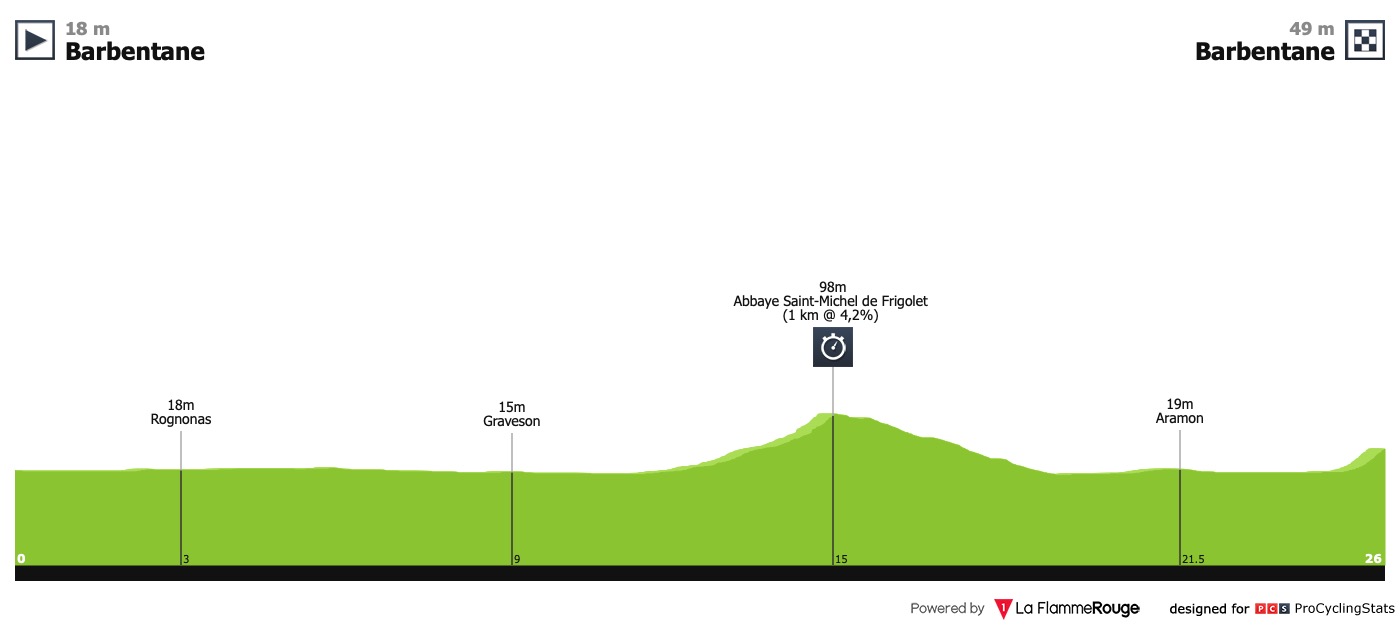 18 m
Barbentane
49 m
Barbentane
98m
Abbaye Saint-Michel de Frigolet
(1 km @ 4,2%)
18m
Rognonas
15m
Graveson
19m
Aramon
0
3
9
15
21.5
26
Powered by 1 La FlammeRouge designed for PCS ProCyclingStats